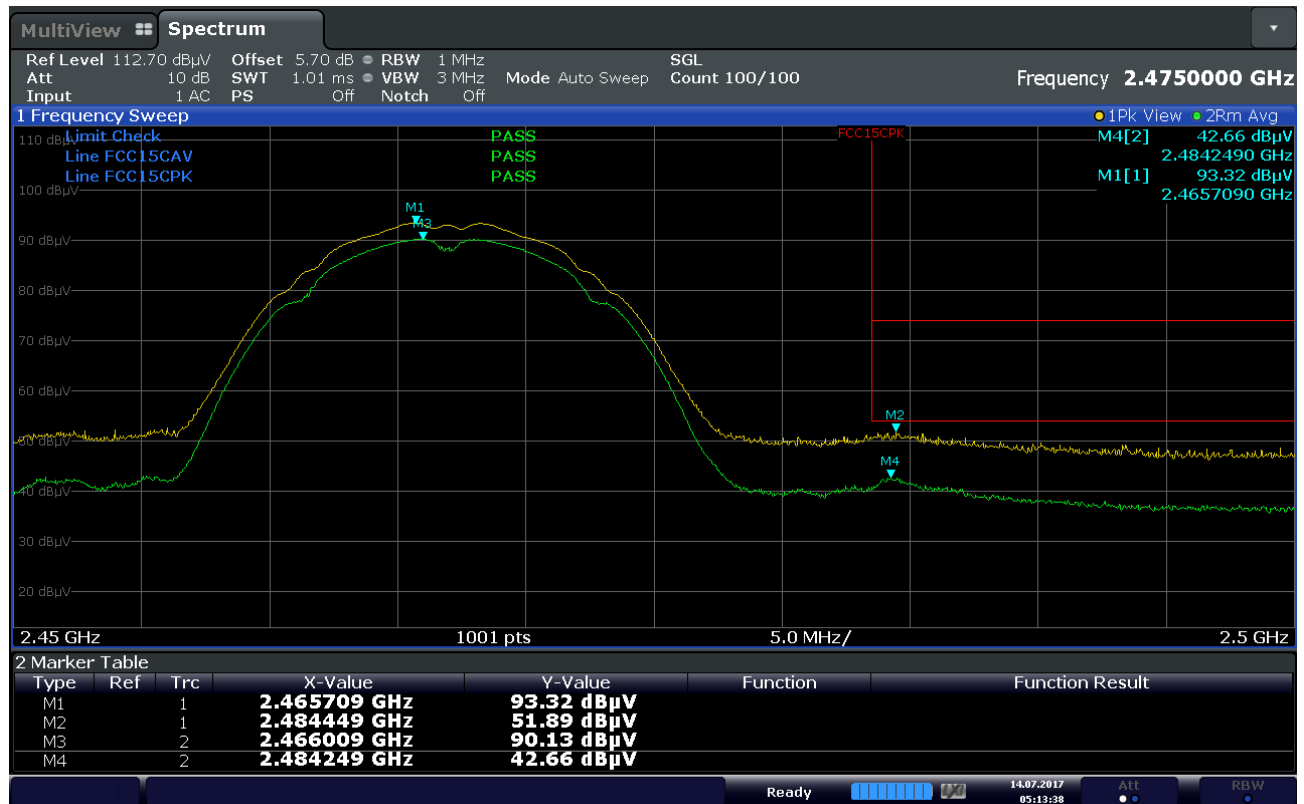 MultiView Spectrum
Ref Level 112.70 dBµV Offset 5.70 dB RBW 1 MHz SGL
Att 10 dB SWT 1.01 ms VBW 3 MHz Mode Auto Sweep Count 100/100 Frequency 2.4750000 GHz
Input 1 AC PS Off Notch Off
1 Frequency Sweep 1Pk View 2Rm Avg
110 dBµV Limit Check PASS FCC15CPK M4[2] 42.66 dBµV
Line FCC15CAV PASS 2.4842490 GHz
Line FCC15CPK PASS M1[1] 93.32 dBµV
100 dBµV 2.4657090 GHz
M1
M3
90 dBµV
80 dBµV
70 dBµV
60 dBµV
M2
50 dBµV
M4
40 dBµV
30 dBµV
20 dBµV
2.45 GHz 1001 pts 5.0 MHz/ 2.5 GHz
2 Marker Table
Type Ref Trc X-Value Y-Value Function Function Result
M1 1 2.465709 GHz 93.32 dBµV
M2 1 2.484449 GHz 51.89 dBµV
M3 2 2.466009 GHz 90.13 dBµV
M4 2 2.484249 GHz 42.66 dBµV
Ready 14.07.2017 Att RBW
05:13:38